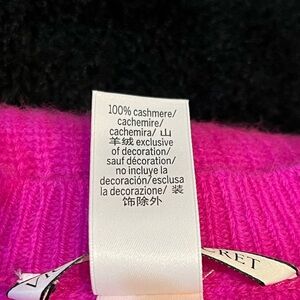 100% cashmere/
cachemire/
cachemira/ 山
羊绒 exclusive
of decoration/
sauf décoration/
no incluye la
decoración/esclusa
la decorazione/ 装
饰除外